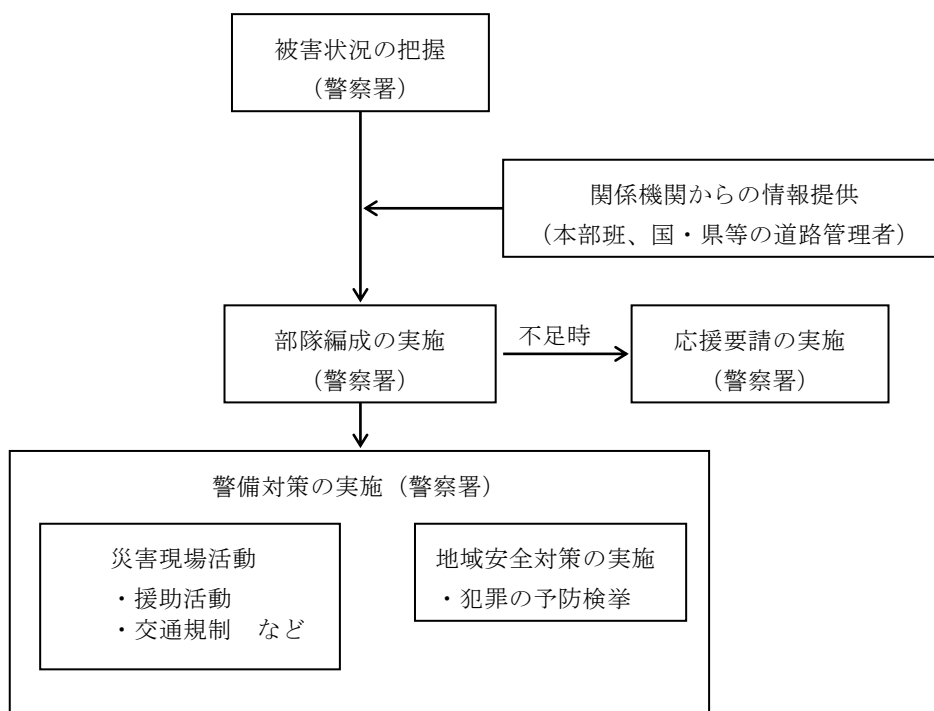 被害状況の把握
（警察署）
関係機関からの情報提供
（本部班、国・県等の道路管理者）
部隊編成の実施
（警察署）
不足時
応援要請の実施
（警察署）
警備対策の実施（警察署）
災害現場活動
・援助活動
・交通規制　など
地域安全対策の実施
・犯罪の予防検挙